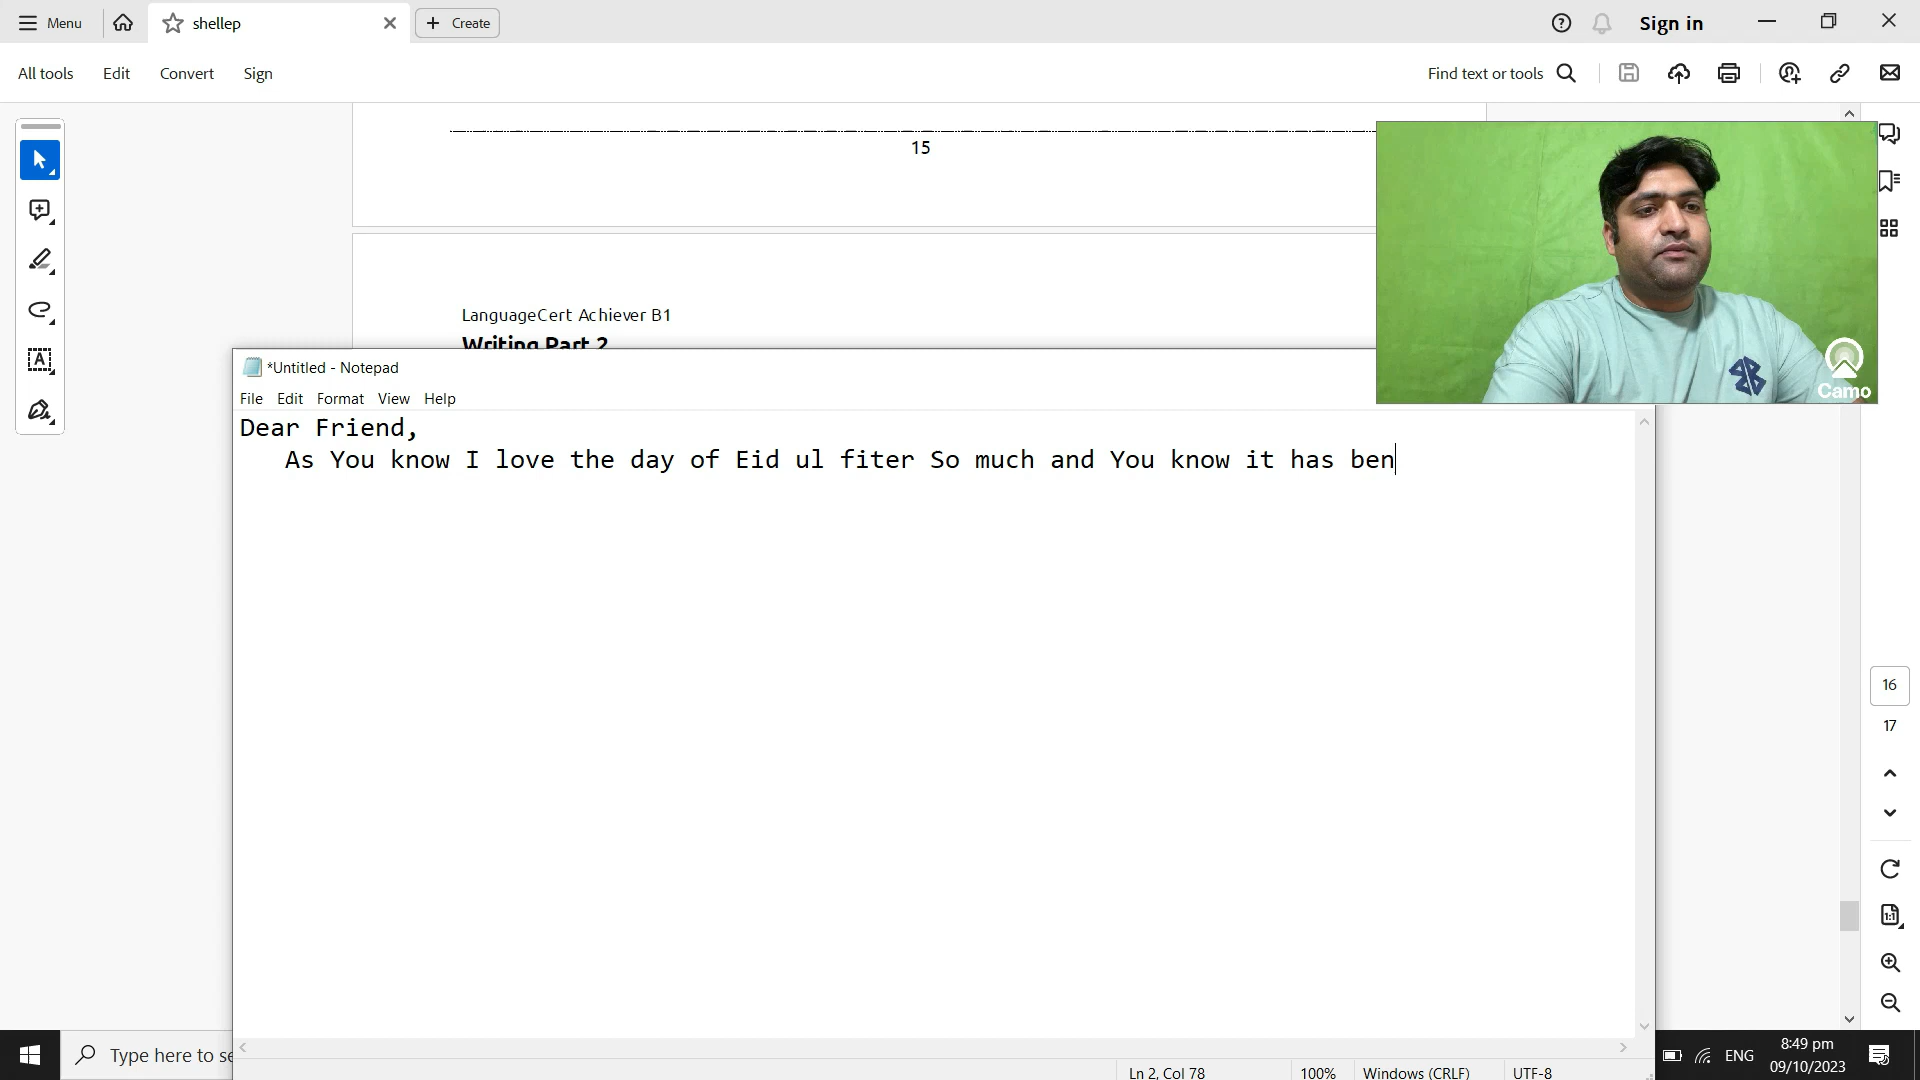 Menu
shellep
Create
Sign in
All tools
Edit
Convert
Sign
Find text or tools
15
LanguageCert Achiever B1
Writing Part 2
Camo
*Untitled - Notepad
File Edit Format View Help
Dear Friend,
As You know I love the day of Eid ul fiter So much and You know it has ben
16
17
Type here to se
Ln 2, Col 78
100%
Windows (CRLF)
UTF-8
ENG
8:49 pm
09/10/2023